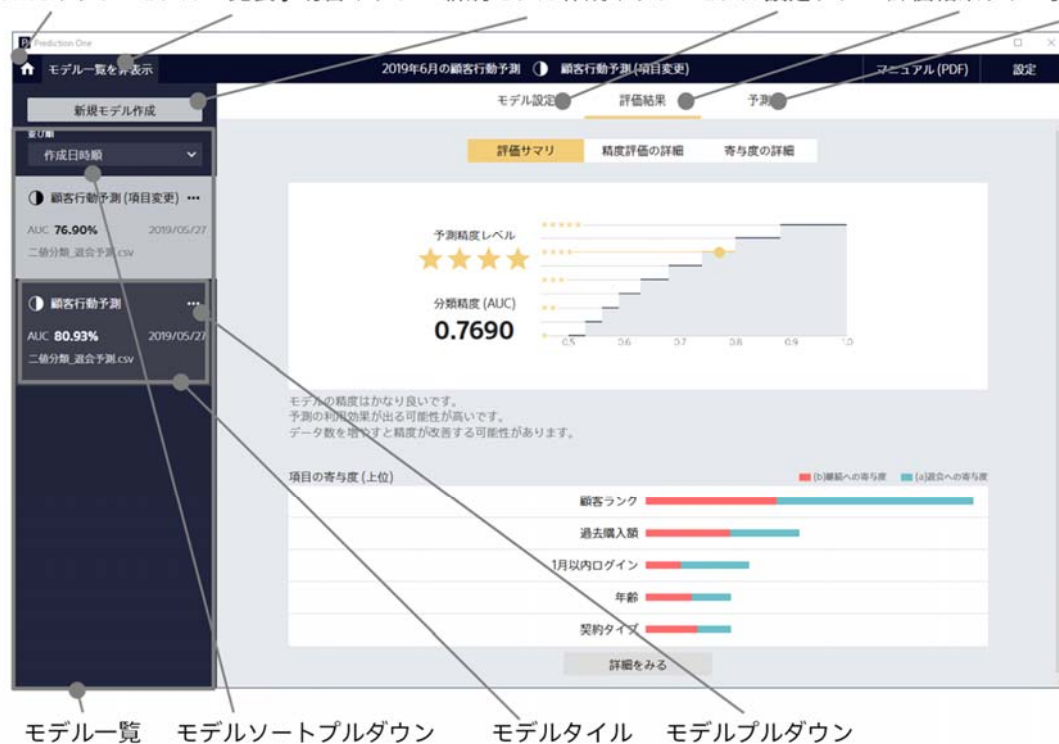 Prediction One
モデル一覧を非表示
2019年6月の顧客行動予測
顧客行動予測(項目変更)
マニュアル(PDF)
設定
新規モデル作成
モデル設定
評価結果
予測
並び順
作成日時順
評価サマリ
精度評価の詳細
寄与度の詳細
顧客行動予測(項目変更)
AUC 76.90%
2019/05/27
二値分類_退会予測.csv
顧客行動予測
AUC 80.93%
2019/05/27
二値分類_退会予測.csv
予測精度レベル
分類精度 (AUC)
0.7690
0.5 0.6 0.7 0.8 0.9 1.0
モデルの精度はかなり良いです。
予測の利用効果が出る可能性が高いです。
データ数を増やすと精度が改善する可能性があります。
項目の寄与度(上位)
(b)継続への寄与度
(a)退会への寄与度
顧客ランク
過去購入額
1月以内ログイン
年齢
契約タイプ
詳細をみる
モデル一覧
モデルソートプルダウン
モデルタイル
モデルプルダウン